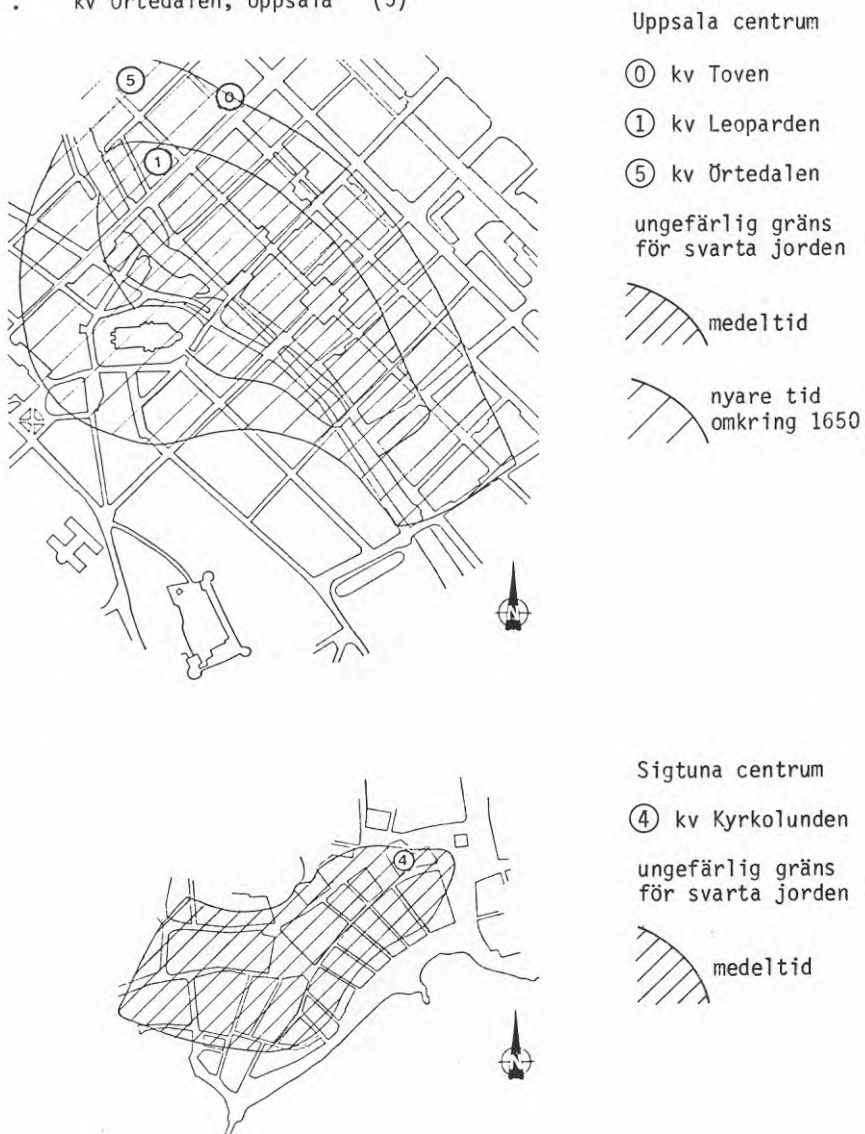 . kv Örtedalen, Uppsala (5)
Uppsala centrum
0 kv Toven
1 kv Leoparden
5 kv Örtedalen
ungefärlig gräns
för svarta jorden
medeltid
nyare tid
omkring 1650
5
0
1
N
Sigtuna centrum
4 kv Kyrkolunden
ungefärlig gräns
för svarta jorden
medeltid
4
N